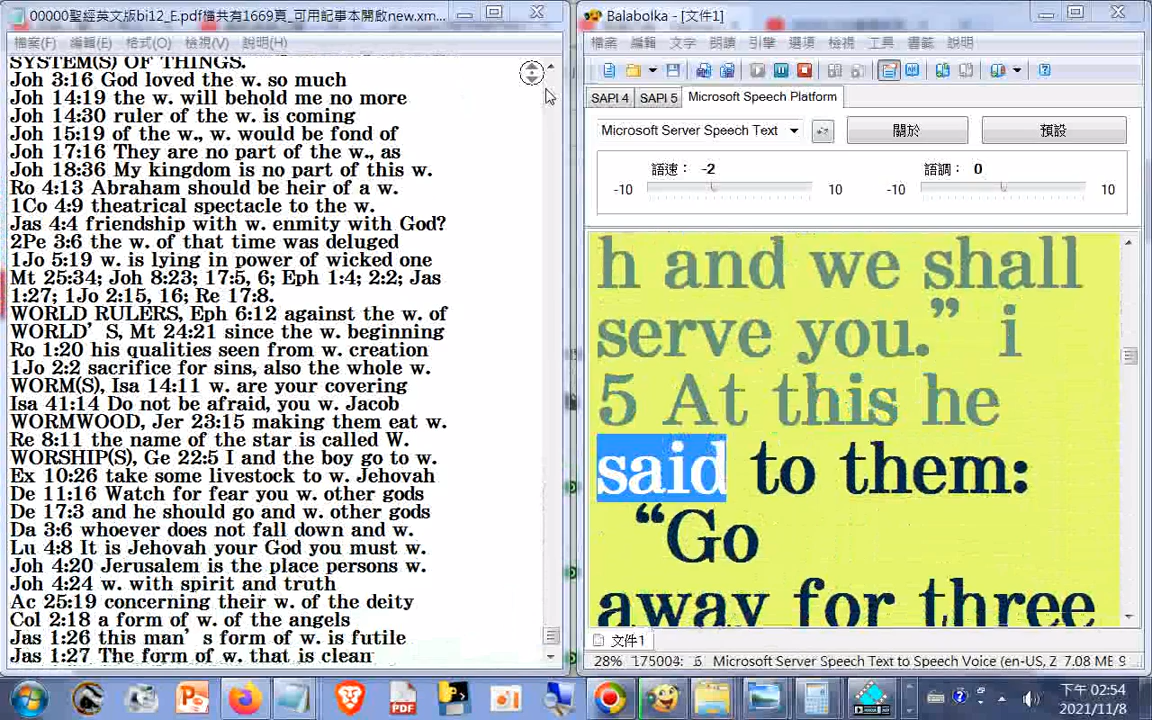 00000聖經英文版bi12_E.pdf檔共有1669頁_可用記事本開啟new.xm...
檔案(F) 編輯(E) 格式(O) 檢視(V) 說明(H)
SYSTEM(S) OF THINGS.
Joh 3:16 God loved the w. so much
Joh 14:19 the w. will behold me no more
Joh 14:30 ruler of the w. is coming
Joh 15:19 of the w., w. would be fond of
Joh 17:16 They are no part of the w., as
Joh 18:36 My kingdom is no part of this w.
Ro 4:13 Abraham should be heir of a w.
1Co 4:9 theatrical spectacle to the w.
Jas 4:4 friendship with w. enmity with God?
2Pe 3:6 the w. of that time was deluged
1Jo 5:19 w. is lying in power of wicked one
Mt 25:34; Joh 8:23; 17:5, 6; Eph 1:4; 2:2; Jas
1:27; 1Jo 2:15, 16; Re 17:8.
WORLD RULERS, Eph 6:12 against the w. of
WORLD’S, Mt 24:21 since the w. beginning
Ro 1:20 his qualities seen from w. creation
1Jo 2:2 sacrifice for sins, also the whole w.
WORM(S), Isa 14:11 w. are your covering
Isa 41:14 Do not be afraid, you w. Jacob
WORMWOOD, Jer 23:15 making them eat w.
Re 8:11 the name of the star is called W.
WORSHIP(S), Ge 22:5 I and the boy go to w.
Ex 10:26 take some livestock to w. Jehovah
De 11:16 Watch for fear you w. other gods
De 17:3 and he should go and w. other gods
Da 3:6 whoever does not fall down and w.
Lu 4:8 It is Jehovah your God you must w.
Joh 4:20 Jerusalem is the place persons w.
Joh 4:24 w. with spirit and truth
Ac 25:19 concerning their w. of the deity
Col 2:18 a form of w. of the angels
Jas 1:26 this man’s form of w. is futile
Jas 1:27 The form of w. that is clean
Balabolka - [文件1]
檔案 編輯 文字 朗讀 引擎 選項 檢視 工具 書籤 說明
SAPI 4 SAPI 5 Microsoft Speech Platform
Microsoft Server Speech Text 關於 預設
語速： -2 語調： 0
-10 10 -10 10
h and we shall
serve you.” i
5 At this he
said to them:
“Go
away for three
文件1
28% 175004: 6 Microsoft Server Speech Text to Speech Voice (en-US, Z 7.08 MB 9
PDF
下午 02:54
2021/11/8